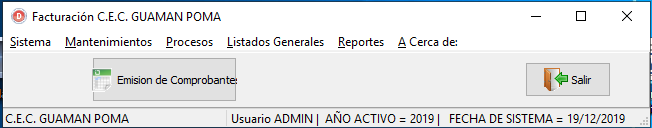 Facturación C.E.C. GUAMAN POMA
Sistema Mantenimientos Procesos Listados Generales Reportes A Cerca de:
Emision de Comprobantes Salir
C.E.C. GUAMAN POMA Usuario ADMIN | AÑO ACTIVO = 2019 | FECHA DE SISTEMA = 19/12/2019